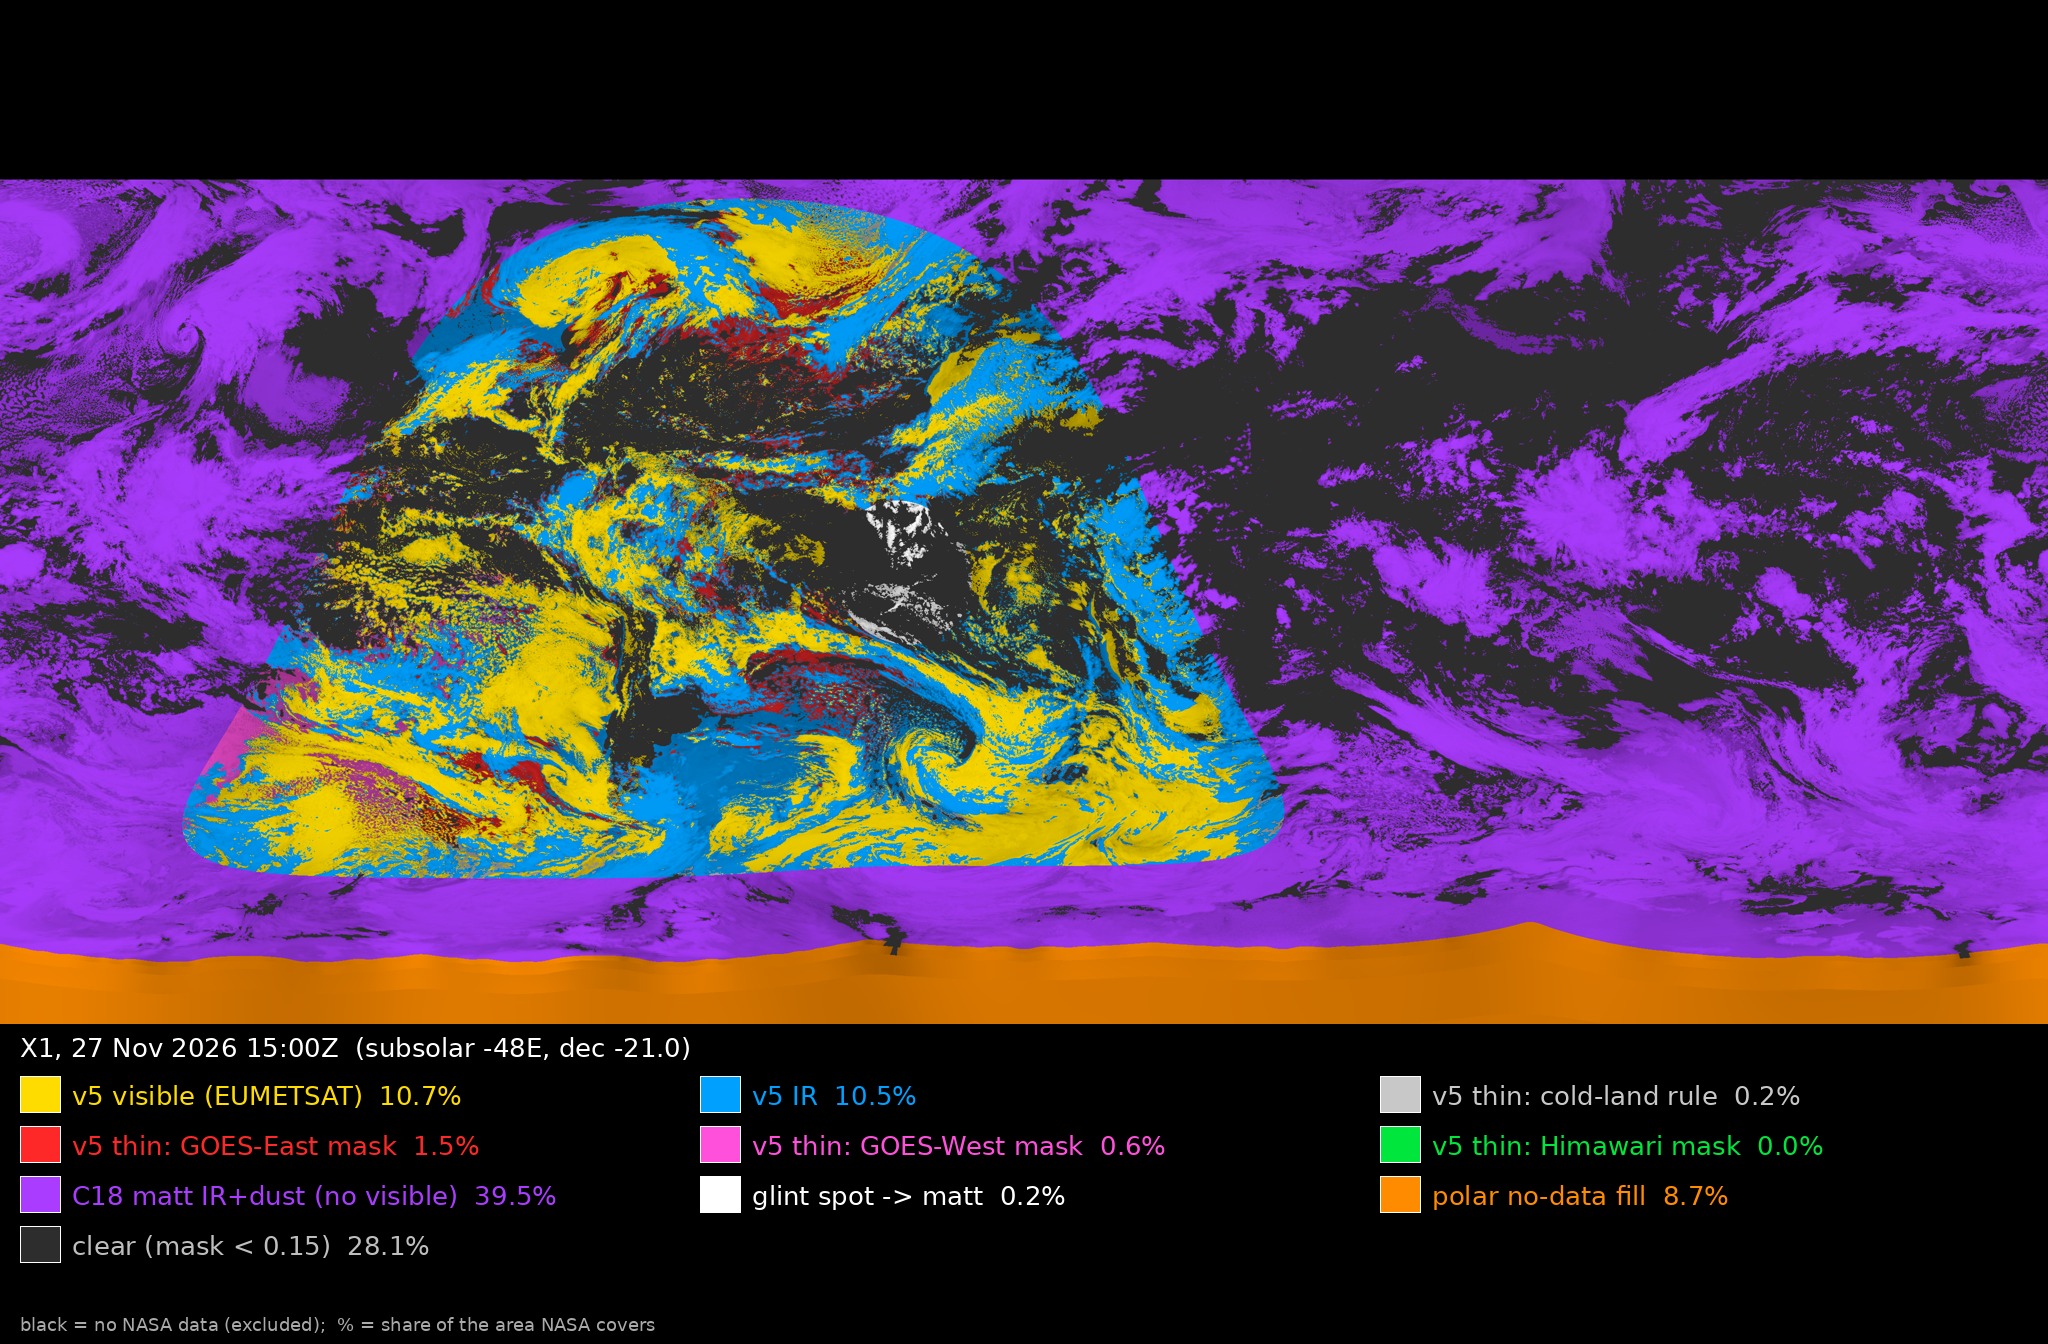 X1, 27 Nov 2026 15:00Z  (subsolar -48E, dec -21.0)
v5 visible (EUMETSAT)  10.7%
v5 IR  10.5%
v5 thin: cold-land rule  0.2%
v5 thin: GOES-East mask  1.5%
v5 thin: GOES-West mask  0.6%
v5 thin: Himawari mask  0.0%
C18 matt IR+dust (no visible)  39.5%
glint spot -> matt  0.2%
polar no-data fill  8.7%
clear (mask < 0.15)  28.1%
black = no NASA data (excluded);  % = share of the area NASA covers